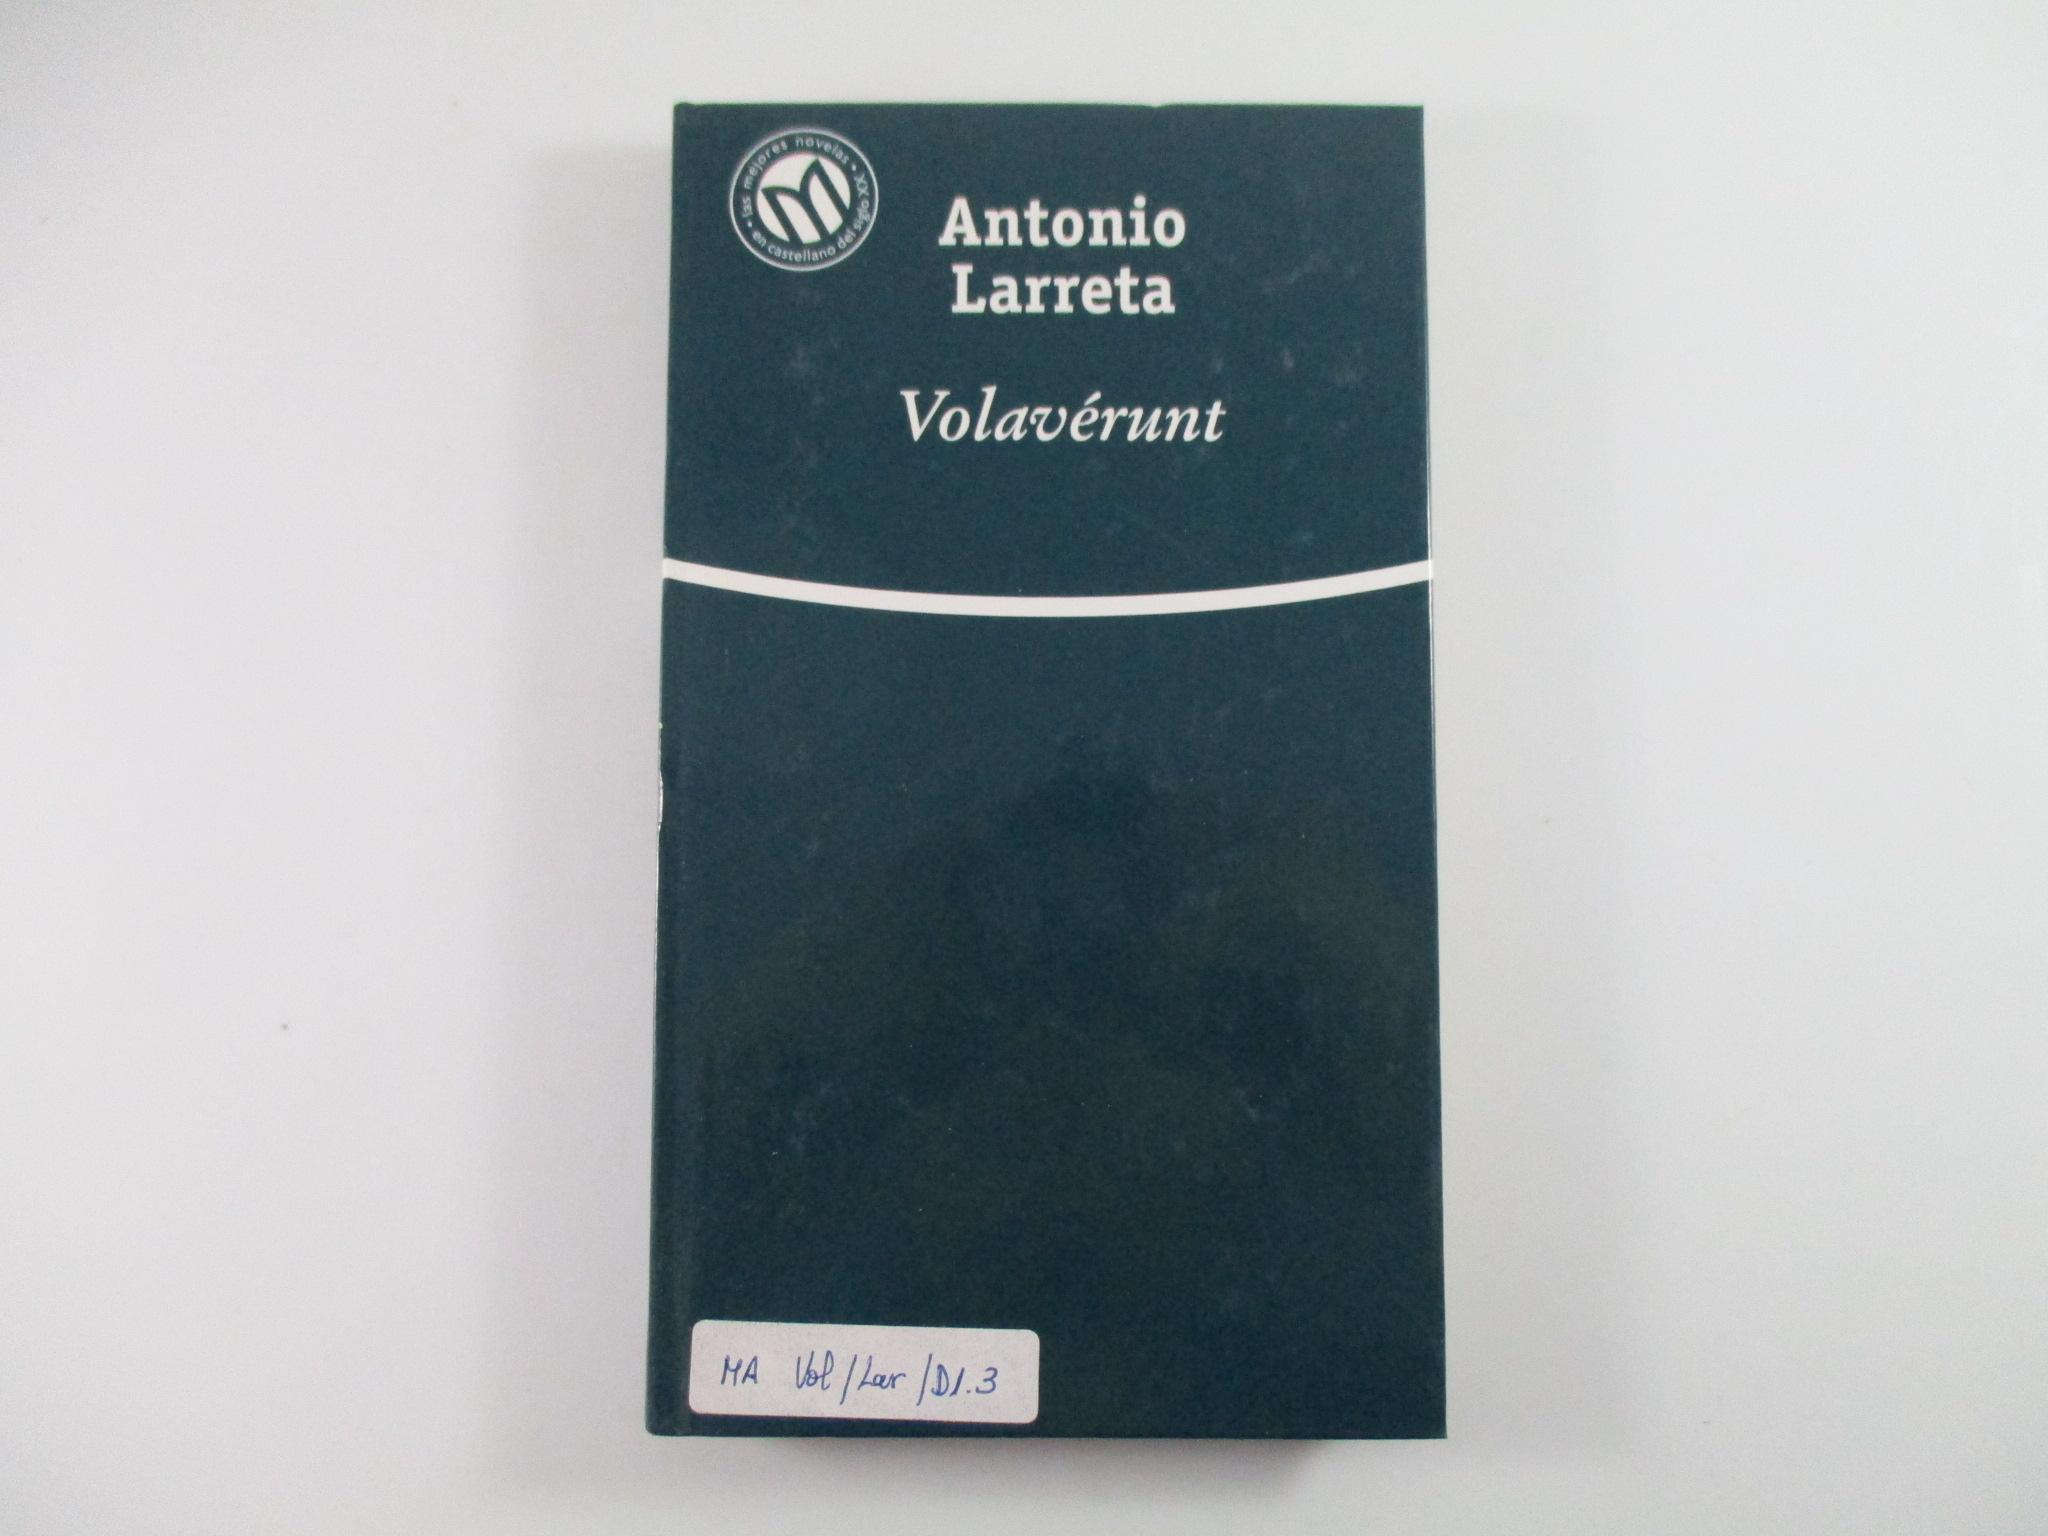 • las mejores novelas •
en castellano del siglo XX
M
Antonio
Larreta
Volavérunt
MA Vol/Lar/D1.3